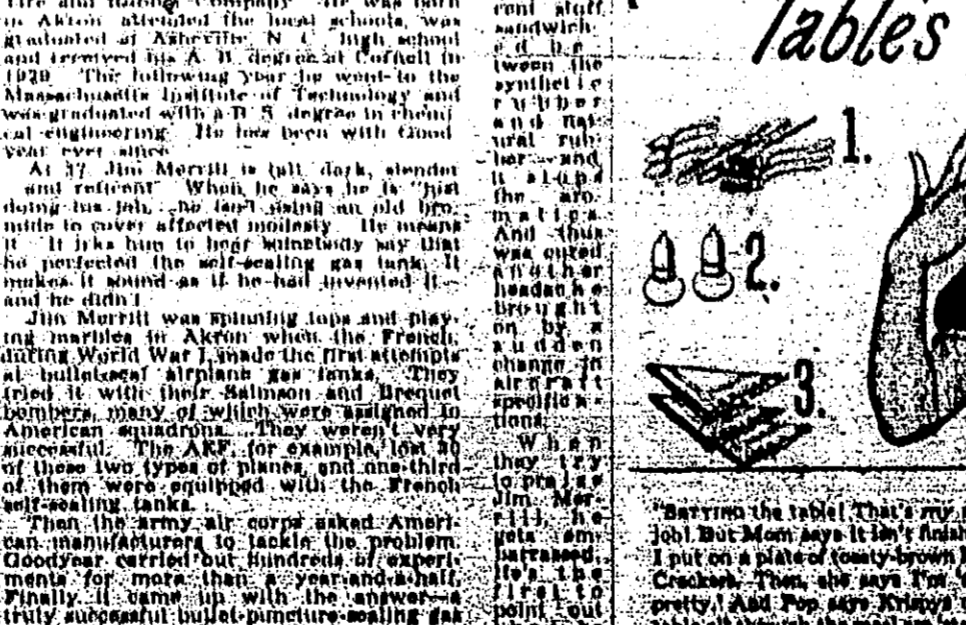 in Akron attended the local schools, was
graduated at Asheville, N. C. high school
and received his A. B. degree at Cornell in
1929. The following year he went to the
Massachusetts Institute of Technology and
was graduated with a B. S. degree in chemi-
cal engineering. He has been with Good-
year ever since.
At 37 Jim Merrill is tall, dark, slender
and reticent. When he says he is "just
doing his job," he isn't using an old bro-
mide to cover affected modesty. He means
it. It irks him to hear somebody say that
he perfected the self-sealing gas tank. It
makes it sound as if he had invented it—
and he didn't.
Jim Merrill was spinning tops and play-
ing marbles in Akron when the French,
during World War I, made the first attempts
at bullet-seal airplane gas tanks. They
tried it with their Salmson and Breguet
bombers, many of which were assigned to
American squadrons. They weren't very
successful. The AEF, for example, lost
of these two types of planes, and one-third
of them were equipped with the French
self-sealing tanks.
Then the army air corps asked Ameri-
can manufacturers to tackle the problem.
Goodyear carried out hundreds of experi-
ments for more than a year-and-a-half.
Finally it came up with the answer—a
truly successful bullet-puncture-sealing gas
stuff
sandwich-
ed be-
tween the
synthetic
rubber
and nat-
ural rub-
ber—and
it stops
the aro-
matics.
And thus
was cured
another
headache
brought
on by a
sudden
change in
aircraft
specifica-
tions.
When
they try
to praise
Jim Mer-
rill, he
gets em-
barrassed.
He's the
first to
point out
Tables
1.
2.
3.
"BATTING the table! That's my
job! But Mom says it isn't finish
I put on a plate of toasty-brown
Crackers. Then, she says I'm
pretty! And Pop says Krispys